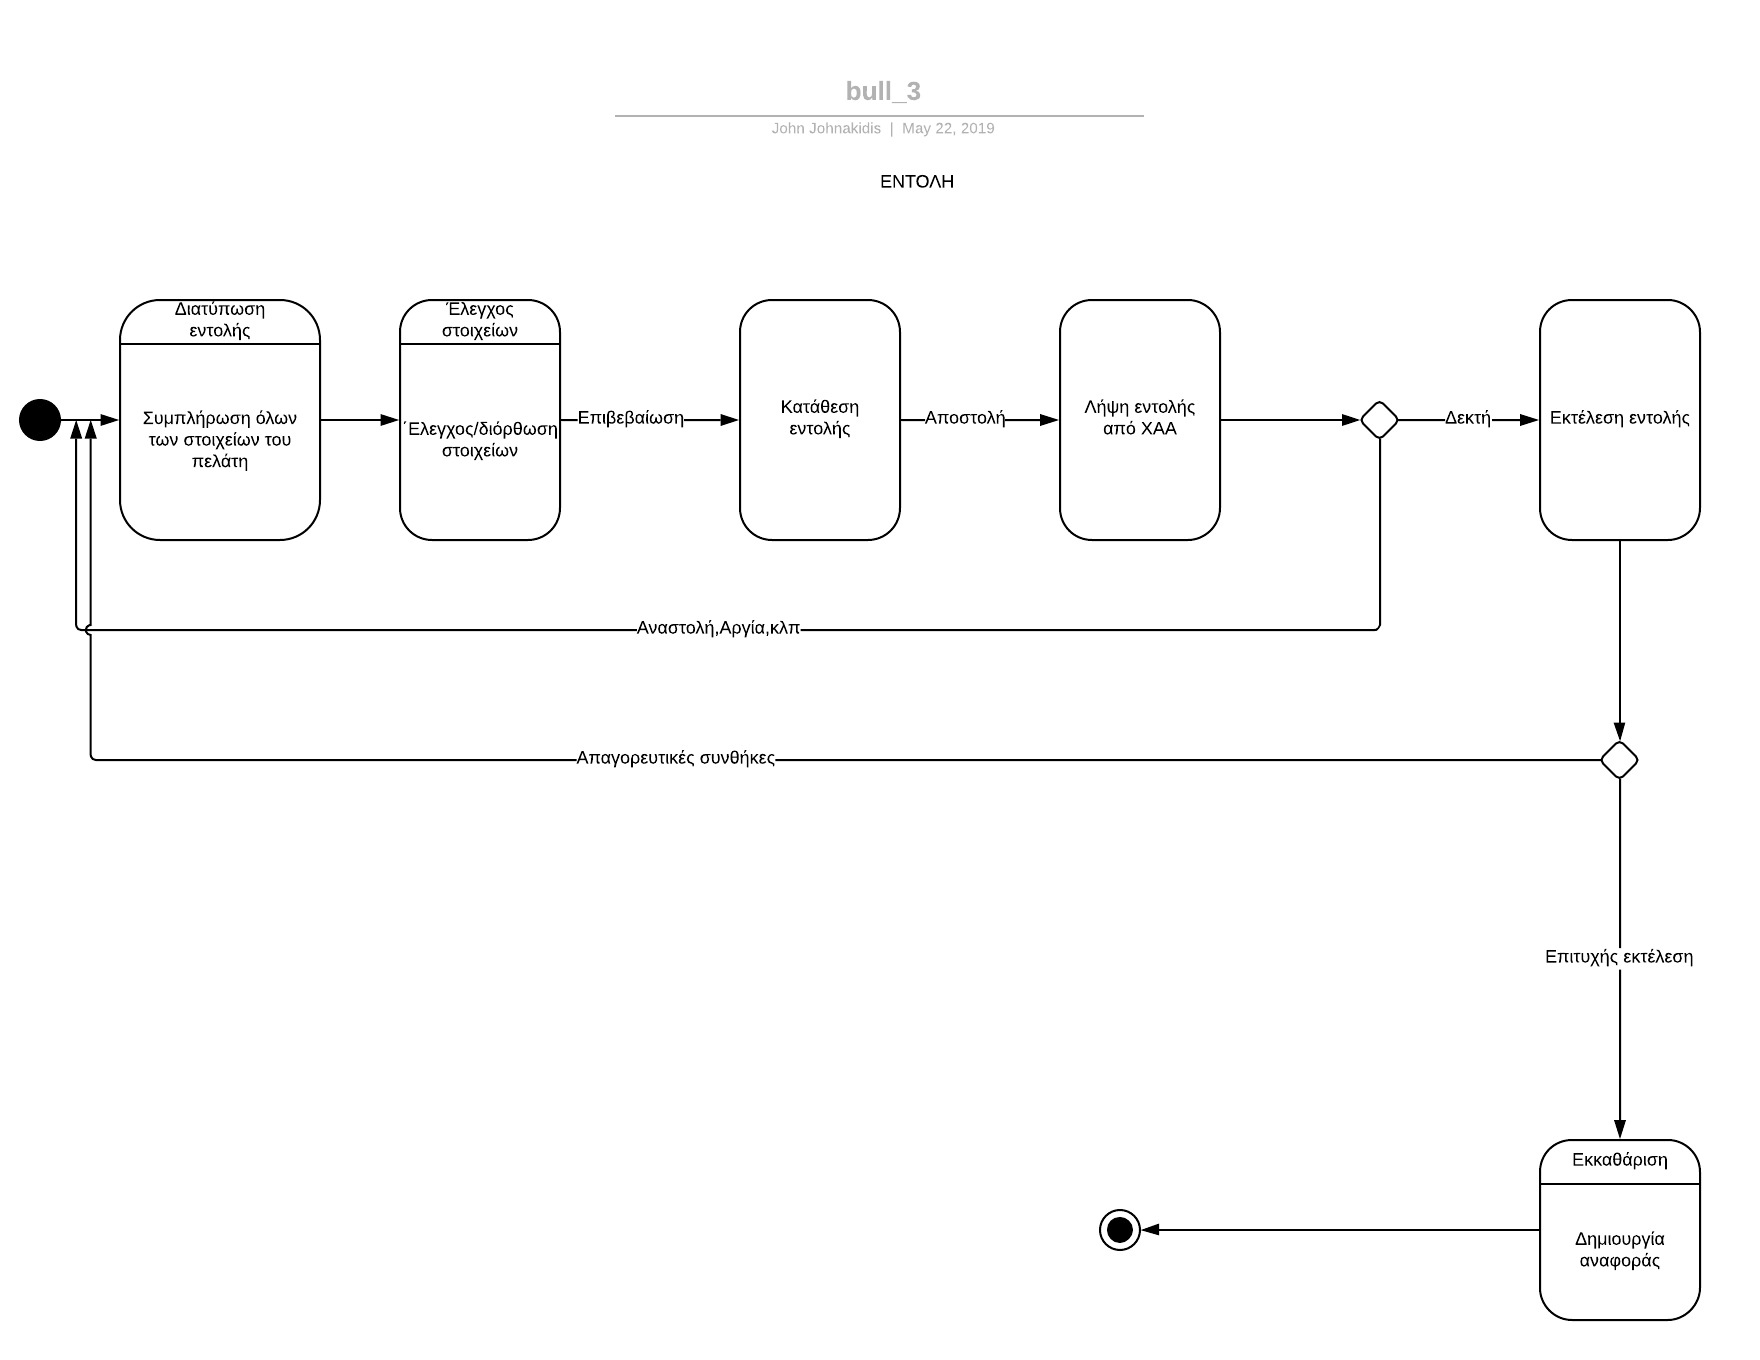 bull_3
John Johnakidis | May 22, 2019
ΕΝΤΟΛΗ
Διατύπωση
εντολής
Συμπλήρωση όλων
των στοιχείων του
πελάτη
Έλεγχος
στοιχείων
Έλεγχος/διόρθωση
στοιχείων
Επιβεβαίωση
Κατάθεση
εντολής
Αποστολή
Λήψη εντολής
από ΧΑΑ
Δεκτή
Εκτέλεση εντολής
Αναστολή,Αργία,κλπ
Απαγορευτικές συνθήκες
Επιτυχής εκτέλεση
Εκκαθάριση
Δημιουργία
αναφοράς